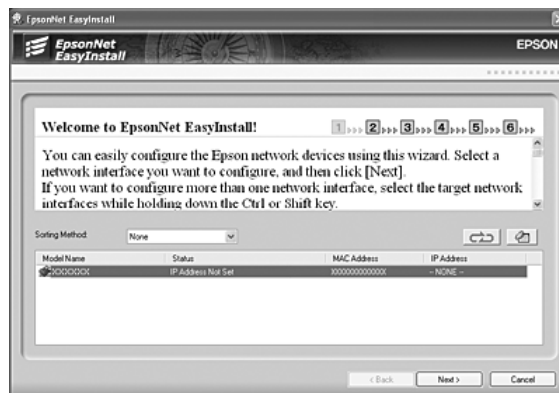 EpsonNet EasyInstall
EpsonNet
EasyInstall
EPSON
Welcome to EpsonNet EasyInstall!
1 >>> 2 >>> 3 >>> 4 >>> 5 >>> 6 >>>
You can easily configure the Epson network devices using this wizard. Select a
network interface you want to configure, and then click [Next].
If you want to configure more than one network interface, select the target network
interfaces while holding down the Ctrl or Shift key.
Sorting Method: None
Model Name Status MAC Address IP Address
XXXXXXX IP Address Not Set XXXXXXXXXXXX -- NONE --
< Back Next > Cancel